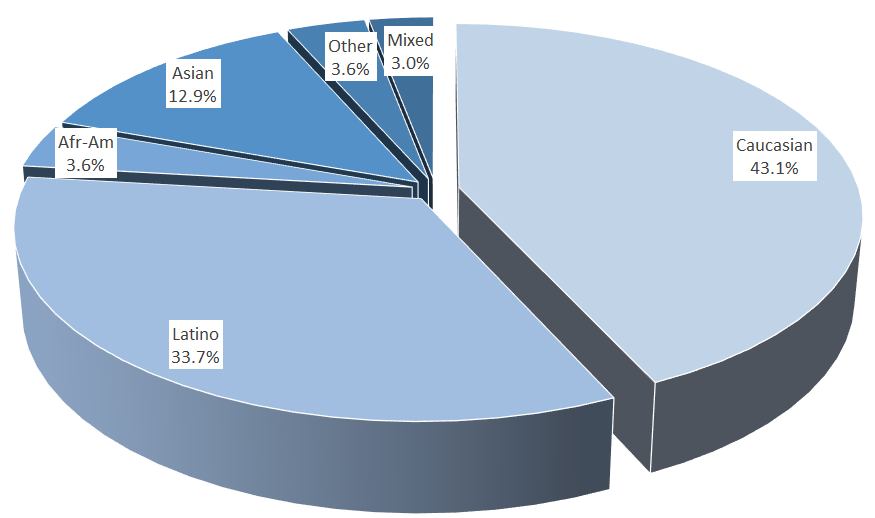 Other
3.6%
Mixed
3.0%
Asian
12.9%
Afr-Am
3.6%
Caucasian
43.1%
Latino
33.7%